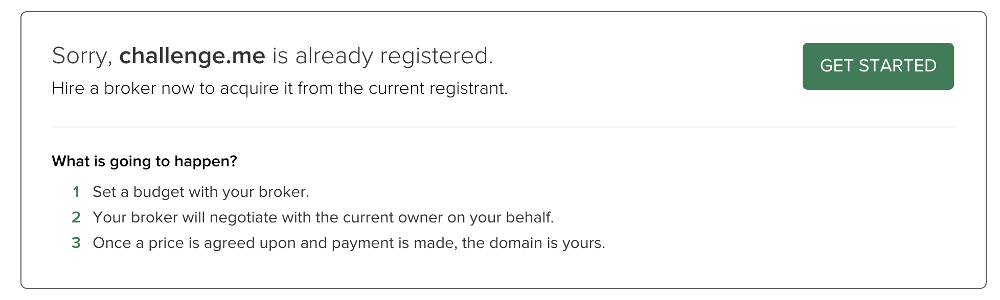 Sorry, challenge.me is already registered.
GET STARTED
Hire a broker now to acquire it from the current registrant.
What is going to happen?
1 Set a budget with your broker.
2 Your broker will negotiate with the current owner on your behalf.
3 Once a price is agreed upon and payment is made, the domain is yours.